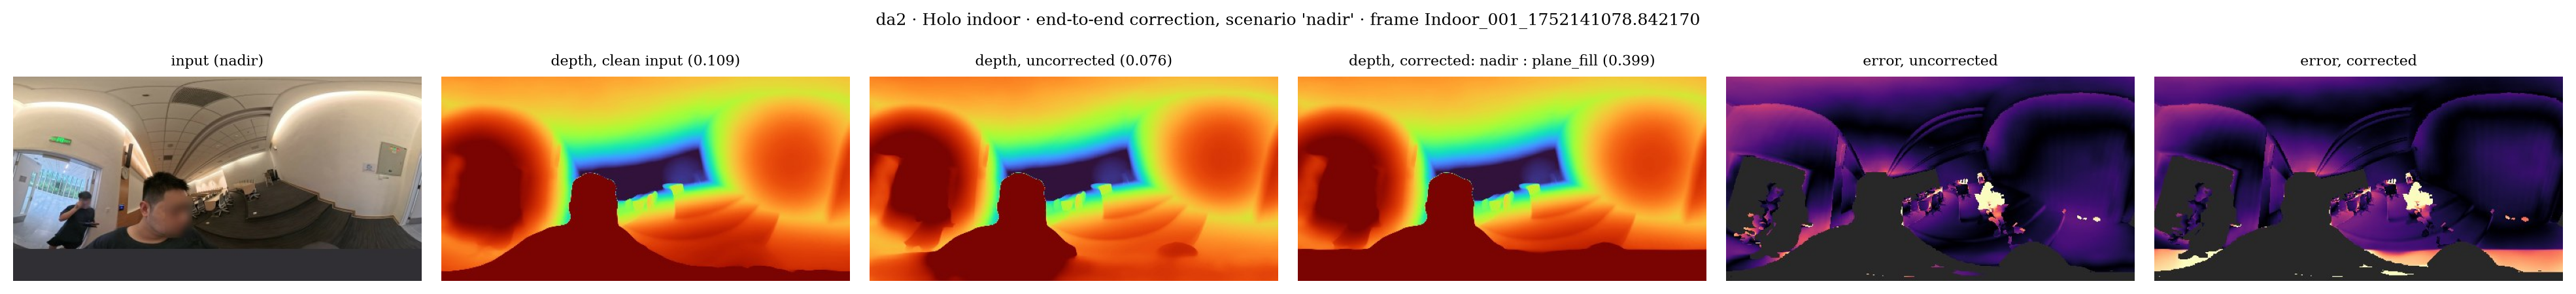 da2 · Holo indoor · end-to-end correction, scenario 'nadir' · frame Indoor_001_1752141078.842170
input (nadir)
depth, clean input (0.109)
depth, uncorrected (0.076)
depth, corrected: nadir : plane_fill (0.399)
error, uncorrected
error, corrected